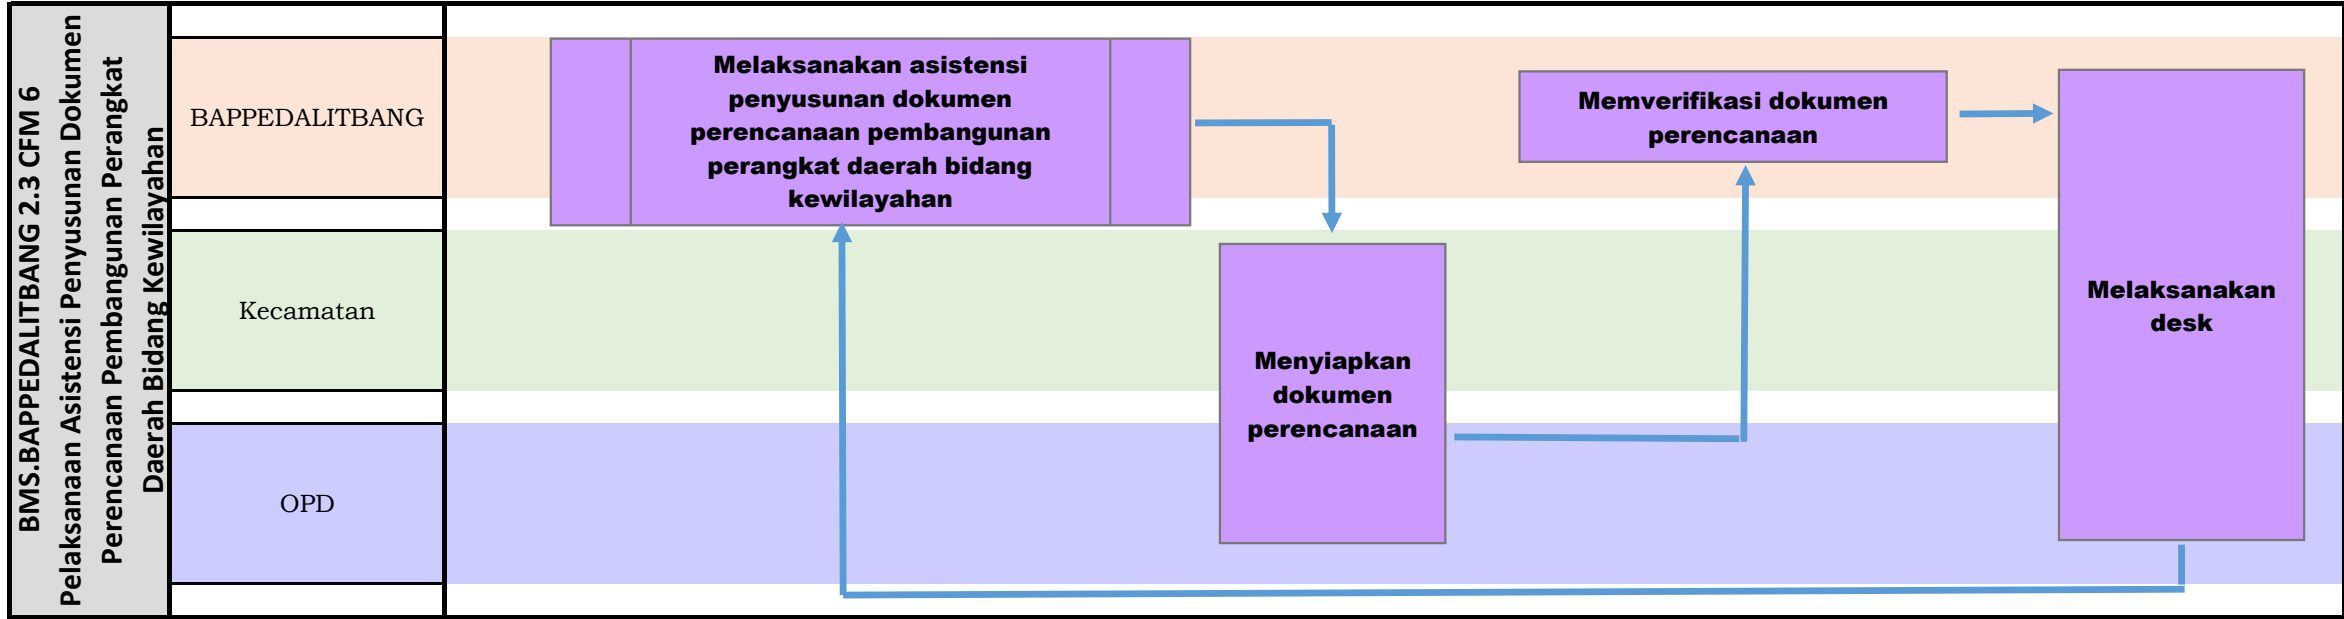 BMS.BAPPEDALITBANG 2.3 CFM 6
Pelaksanaan Asistensi Penyusunan Dokumen
Perencanaan Pembangunan Perangkat
Daerah Bidang Kewilayahan
BAPPEDALITBANG
Kecamatan
OPD
Melaksanakan asistensi
penyusunan dokumen
perencanaan pembangunan
perangkat daerah bidang
kewilayahan
Menyiapkan
dokumen
perencanaan
Memverifikasi dokumen
perencanaan
Melaksanakan
desk